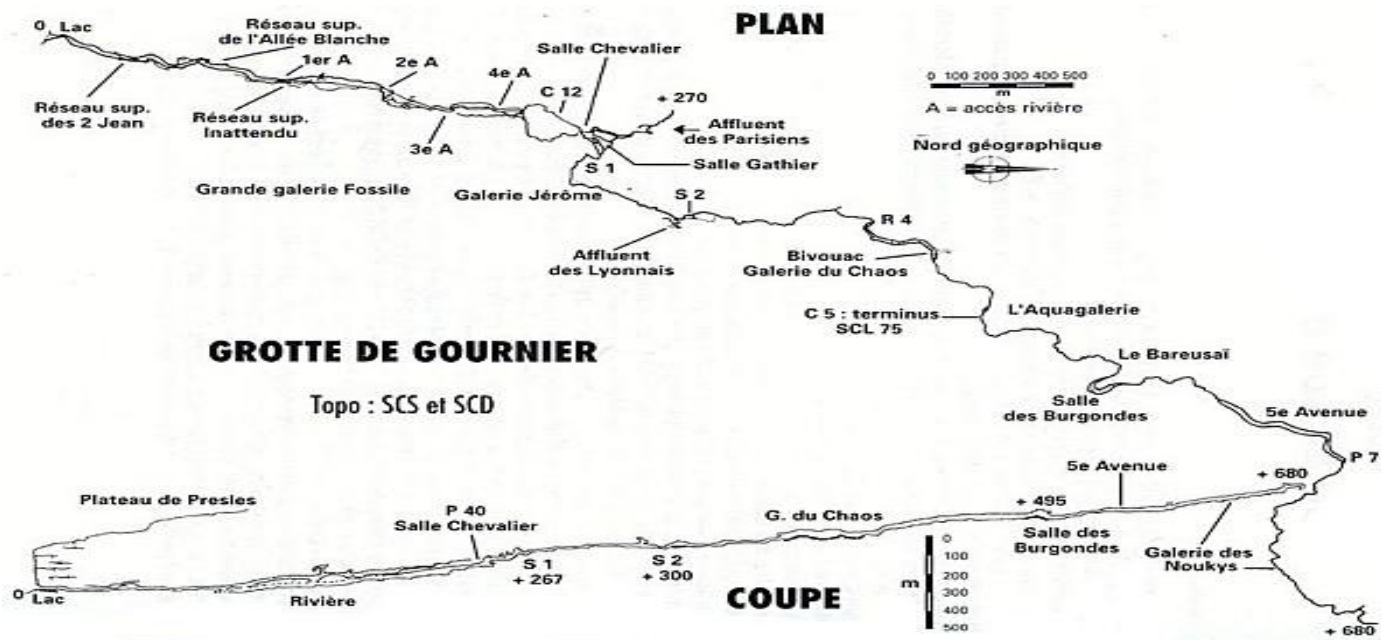 PLAN
0 Lac
Réseau sup.
de l'Allée Blanche
1er A
2e A
4e A
Salle Chevalier
C 12
+ 270
0 100 200 300 400 500
m
A = accès rivière
Réseau sup.
des 2 Jean
Réseau sup.
Inattendu
3e A
Affluent
des Parisiens
Salle Gathier
Nord géographique
S 1
Grande galerie Fossile
Galerie Jérôme
S 2
R 4
Affluent
des Lyonnais
Bivouac
Galerie du Chaos
C 5 : terminus
SCL 75
L'Aquagalerie
GROTTE DE GOURNIER
Topo : SCS et SCD
Le Bareusaï
Salle
des Burgondes
5e Avenue
P 7
5e Avenue
+ 680
Plateau de Presles
P 40
Salle Chevalier
G. du Chaos
+ 495
Salle des
Burgondes
Galerie des
Noukys
S 1
+ 267
S 2
+ 300
0 Lac
Rivière
COUPE
m
0
100
200
300
400
500
+ 680